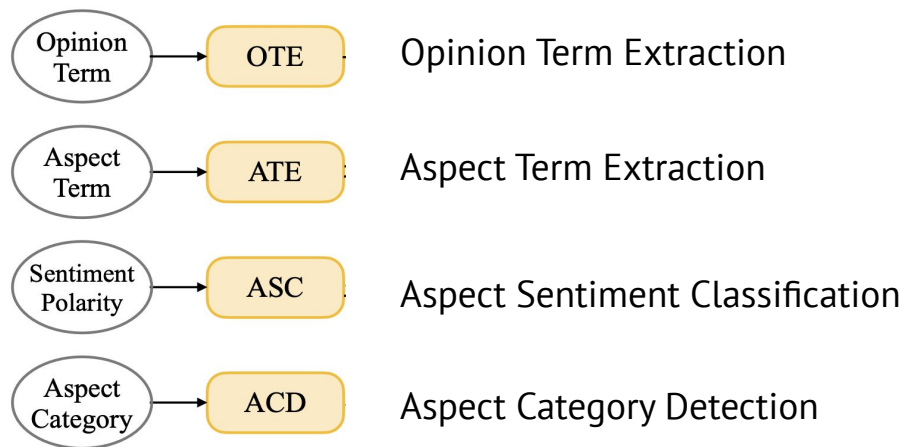 Opinion
Term
OTE
Opinion Term Extraction
Aspect
Term
ATE
Aspect Term Extraction
Sentiment
Polarity
ASC
Aspect Sentiment Classification
Aspect
Category
ACD
Aspect Category Detection